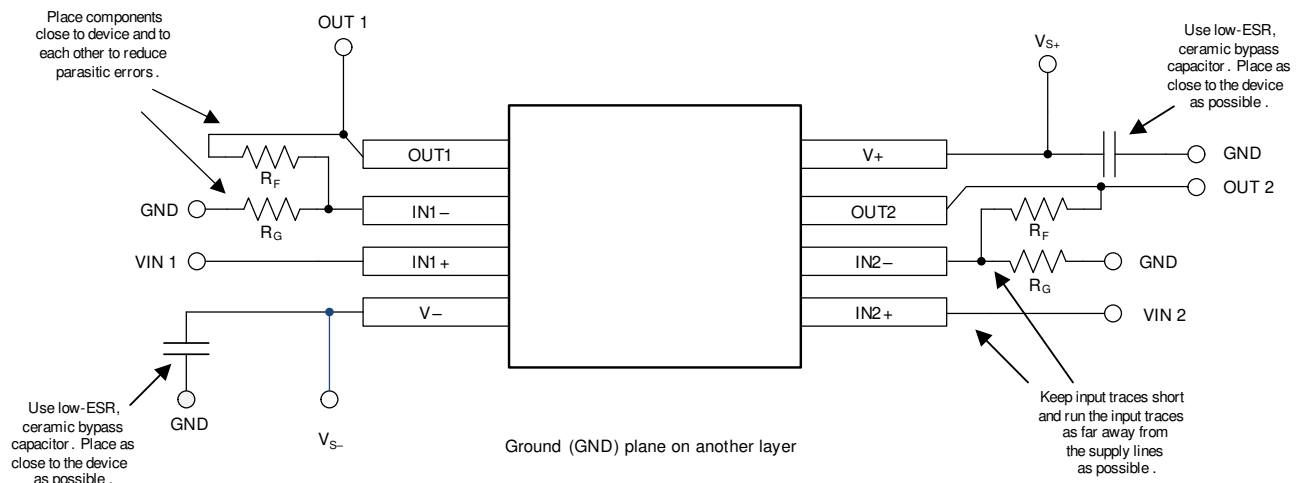 Place components
close to device and to
each other to reduce
parasitic errors .
OUT 1
VS+
Use low-ESR,
ceramic bypass
capacitor . Place as
close to the device
as possible .
OUT1
RF
V+
GND
GND
RG
IN1−
OUT2
OUT 2
RF
VIN 1
IN1+
IN2−
RG
GND
V−
IN2+
VIN 2
Use low-ESR,
ceramic bypass
capacitor . Place as
close to the device
as possible .
GND
VS−
Ground (GND) plane on another layer
Keep input traces short
and run the input traces
as far away from
the supply lines
as possible .